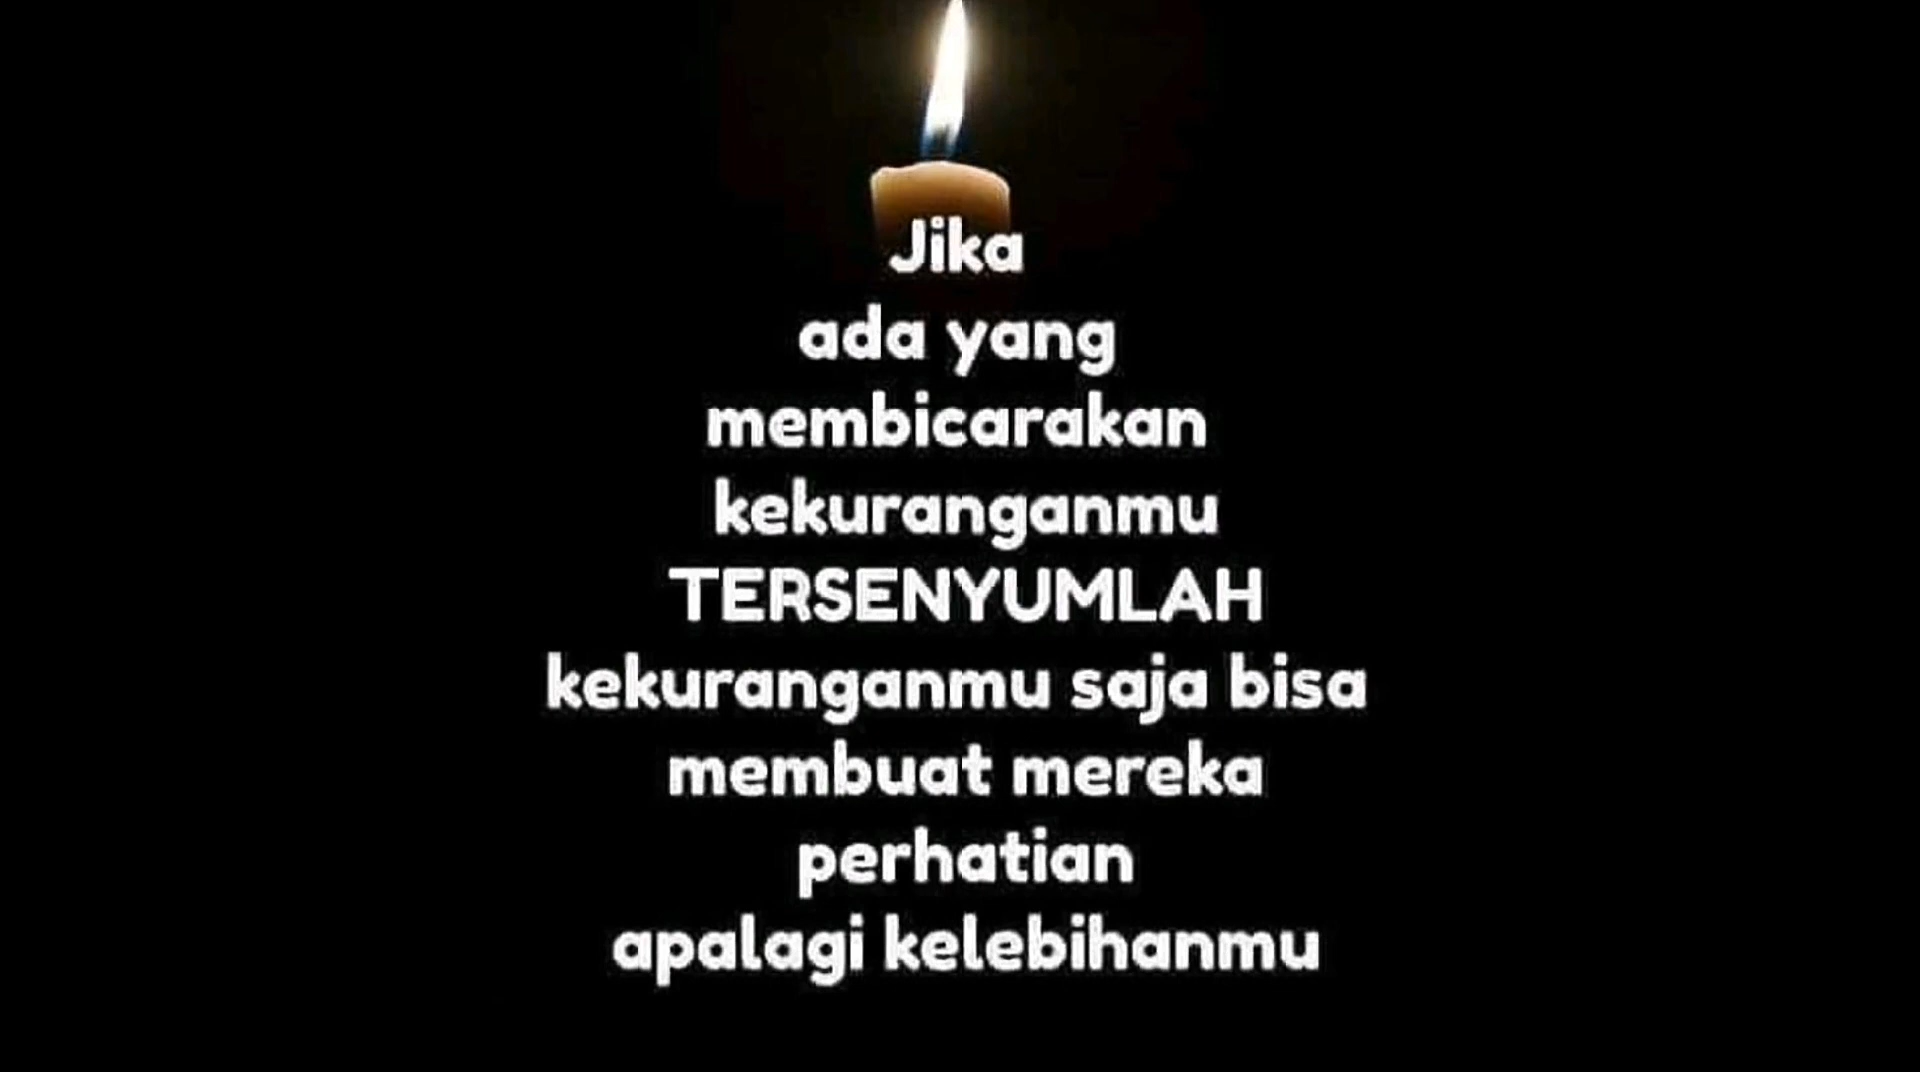 Jika
ada yang
membicarakan
kekuranganmu
TERSENYUMLAH
kekuranganmu saja bisa
membuat mereka
perhatian
apalagi kelebihanmu